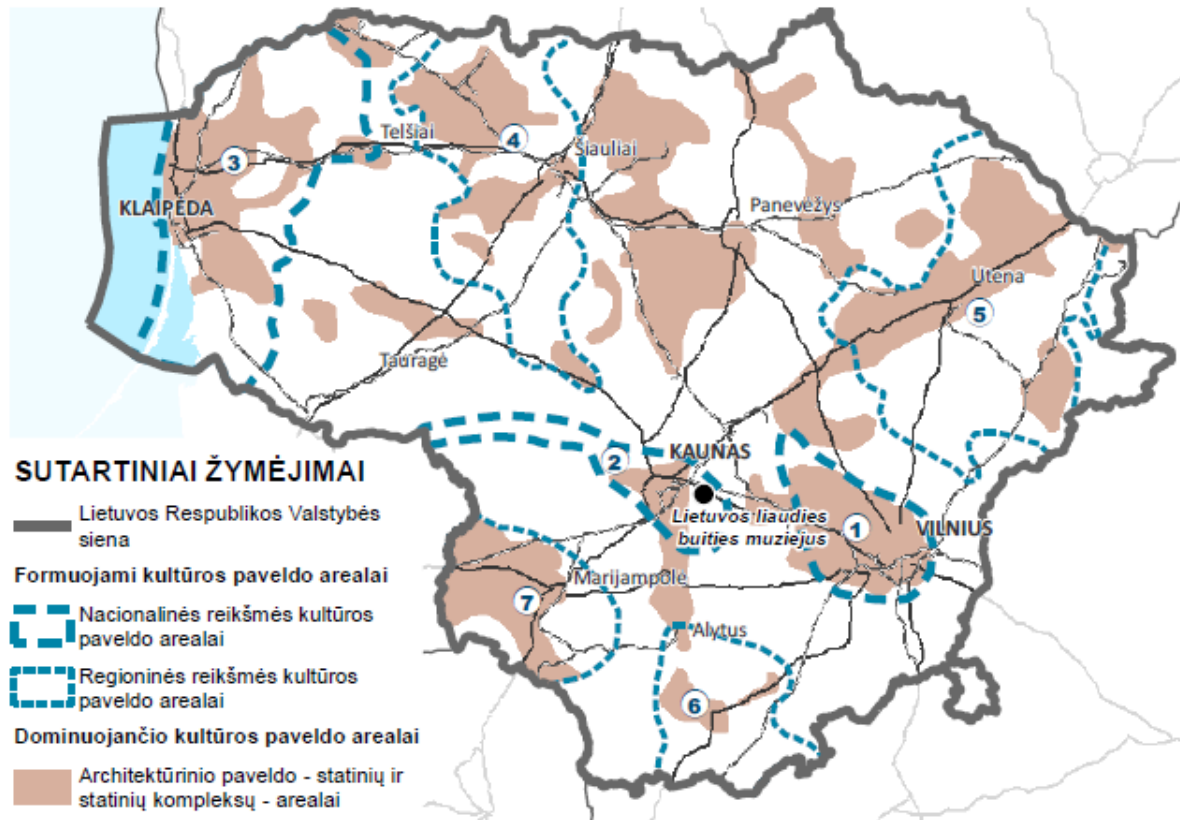 Telšiai
4
Šiauliai
3
KLAIPĖDA
Panevėžys
Utena
5
Tauragė
KAUNAS
2
Lietuvos liaudies
buities muziejus
1
VILNIUS
Marijampolė
7
Alytus
6
SUTARTINIAI ŽYMĖJIMAI
Lietuvos Respublikos Valstybės
siena
Formuojami kultūros paveldo arealai
Nacionalinės reikšmės kultūros
paveldo arealai
Regioninės reikšmės kultūros
paveldo arealai
Dominuojančio kultūros paveldo arealai
Architektūrinio paveldo - statinių ir
statinių kompleksų - arealai